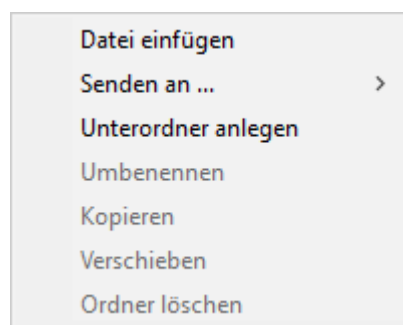 Datei einfügen
Senden an ...
Unterordner anlegen
Umbenennen
Kopieren
Verschieben
Ordner löschen